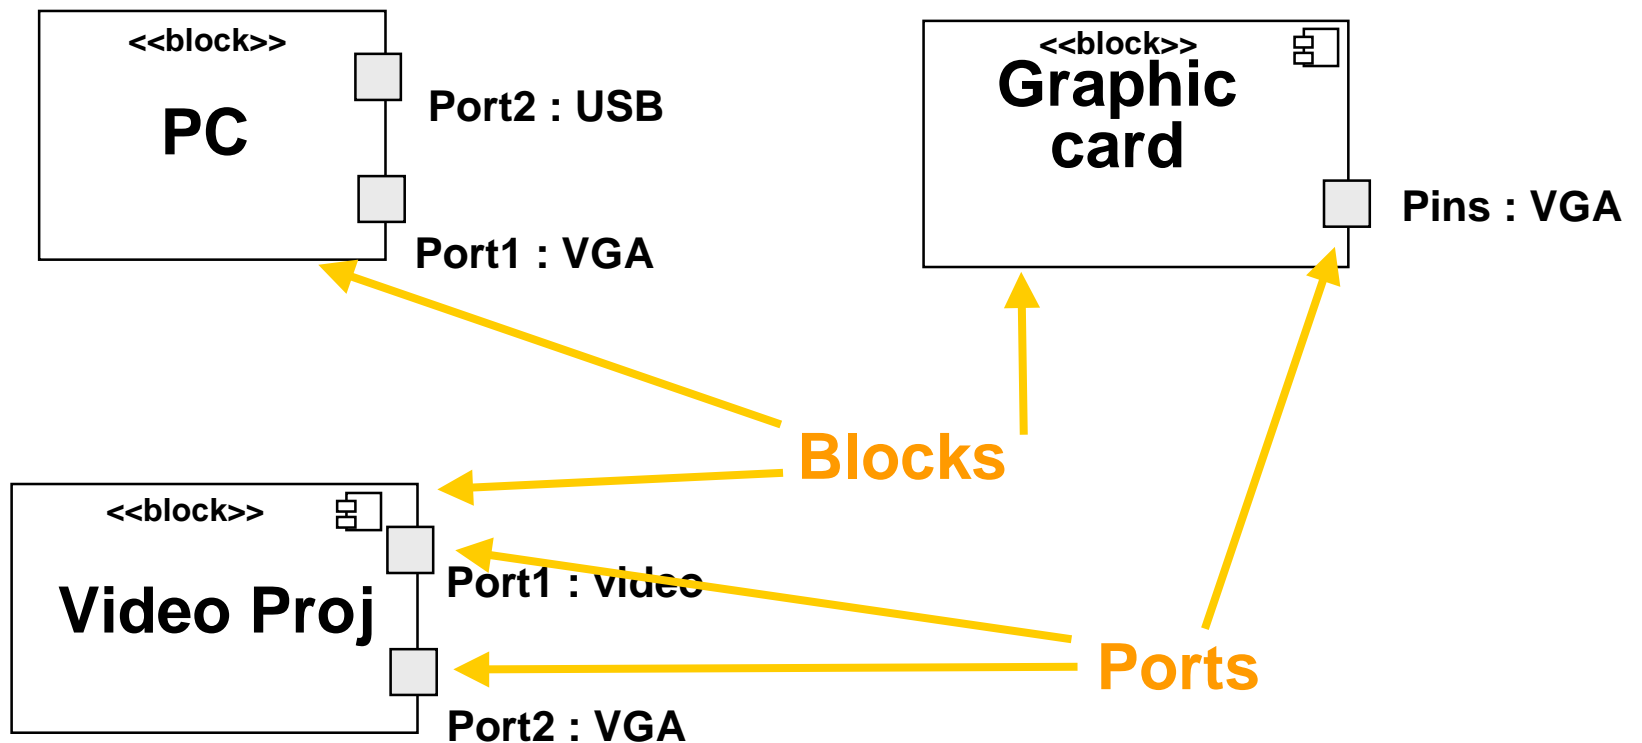 <<block>>
PC
Port2 : USB
Port1 : VGA
<<block>>
Graphic
card
Pins : VGA
Blocks
<<block>>
Video Proj
Port1 : video
Port2 : VGA
Ports